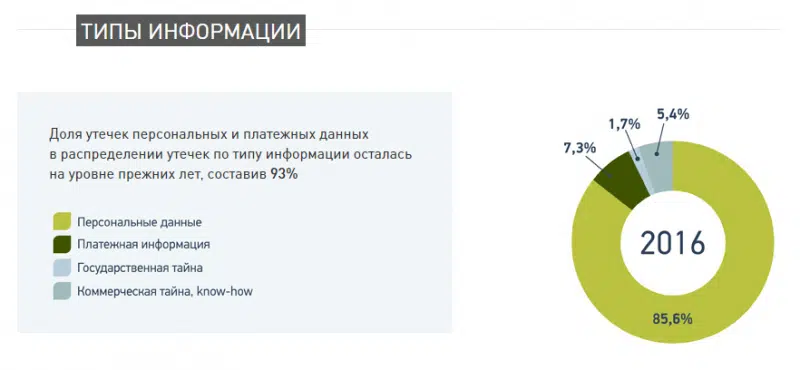 ТИПЫ ИНФОРМАЦИИ
Доля утечек персональных и платежных данных
в распределении утечек по типу информации осталась
на уровне прежних лет, составив 93%
Персональные данные
Платежная информация
Государственная тайна
Коммерческая тайна, know-how
5,4%
1,7%
7,3%
2016
85,6%